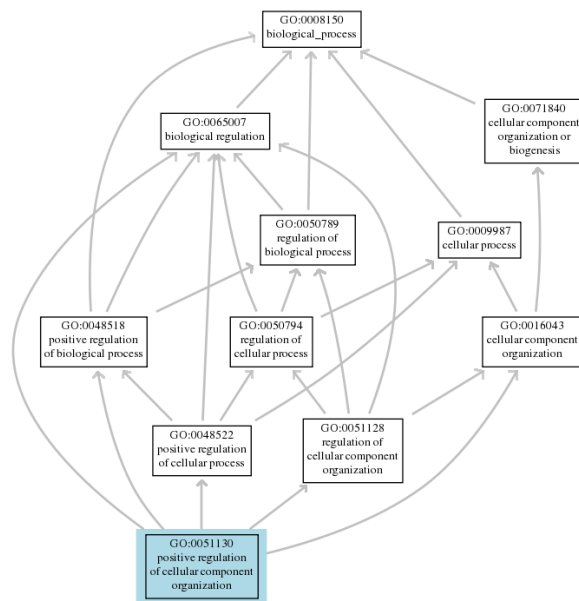 GO:0008150
biological_process
GO:0065007
biological regulation
GO:0071840
cellular component
organization or
biogenesis
GO:0050789
regulation of
biological process
GO:0009987
cellular process
GO:0048518
positive regulation
of biological process
GO:0050794
regulation of
cellular process
GO:0016043
cellular component
organization
GO:0048522
positive regulation
of cellular process
GO:0051128
regulation of
cellular component
organization
GO:0051130
positive regulation
of cellular component
organization